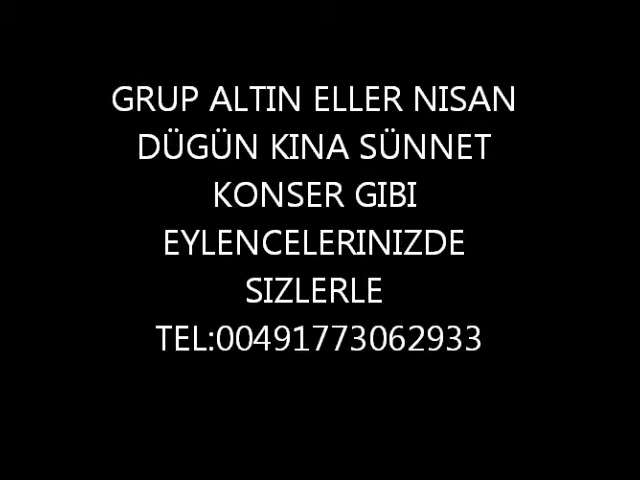 GRUP ALTIN ELLER NISAN
DÜGÜN KINA SÜNNET
KONSER GIBI
EYLENCELERINIZDE
SIZLERLE
TEL:00491773062933